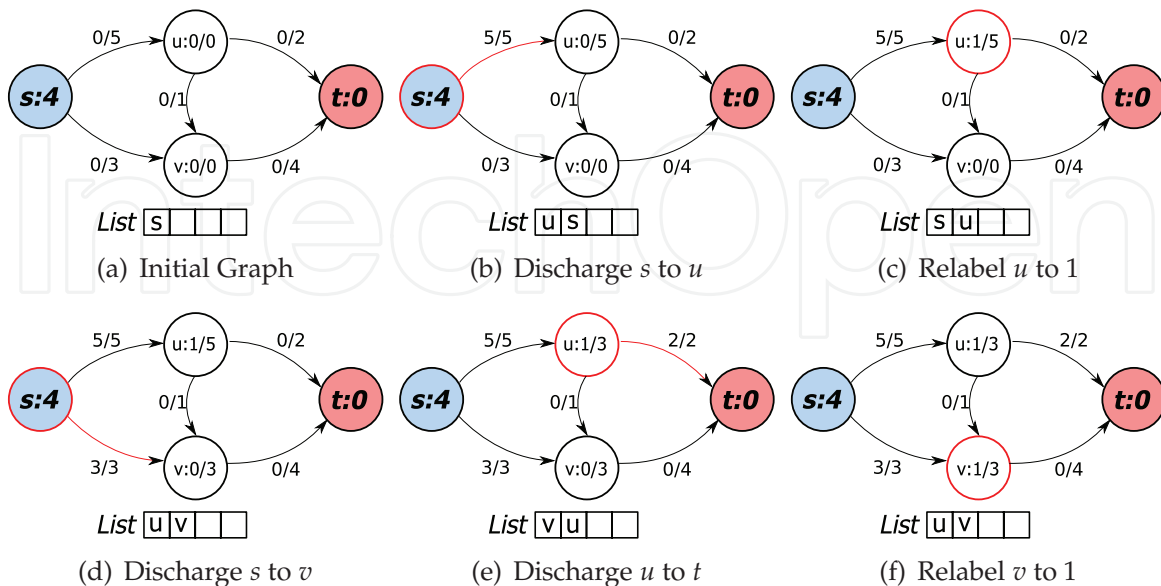 0/5
u:0/0
0/2
s:4
0/1
t:0
0/3
v:0/0
0/4
List s
(a) Initial Graph
5/5
u:0/5
0/2
s:4
0/1
t:0
0/3
v:0/0
0/4
List u s
(b) Discharge s to u
5/5
u:1/5
0/2
s:4
0/1
t:0
0/3
v:0/0
0/4
List s u
(c) Relabel u to 1
5/5
u:1/5
0/2
s:4
0/1
t:0
3/3
v:0/3
0/4
List u v
(d) Discharge s to v
5/5
u:1/3
2/2
s:4
0/1
t:0
3/3
v:0/3
0/4
List v u
(e) Discharge u to t
5/5
u:1/3
2/2
s:4
0/1
t:0
3/3
v:1/3
0/4
List u v
(f) Relabel v to 1
IntechOpen